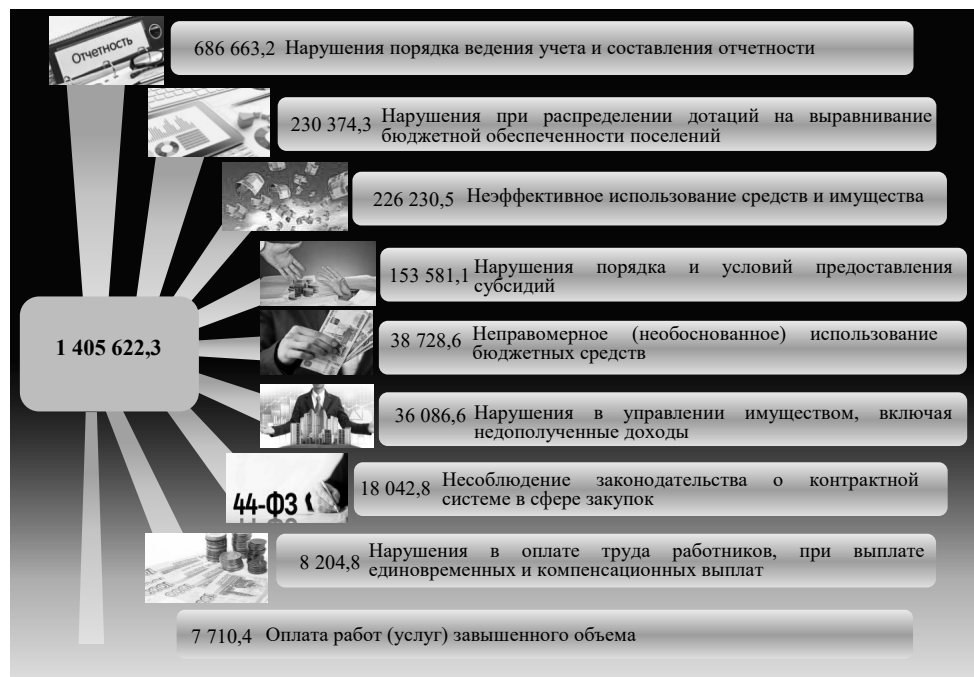 Отчетность
686 663,2 Нарушения порядка ведения учета и составления отчетности
230 374,3 Нарушения при распределении дотаций на выравнивание
бюджетной обеспеченности поселений
226 230,5 Неэффективное использование средств и имущества
153 581,1 Нарушения порядка и условий предоставления
субсидий
1 405 622,3
38 728,6 Неправомерное (необоснованное) использование
бюджетных средств
36 086,6 Нарушения в управлении имуществом, включая
недополученные доходы
44-ФЗ
18 042,8 Несоблюдение законодательства о контрактной
системе в сфере закупок
8 204,8 Нарушения в оплате труда работников, при выплате
единовременных и компенсационных выплат
7 710,4 Оплата работ (услуг) завышенного объема